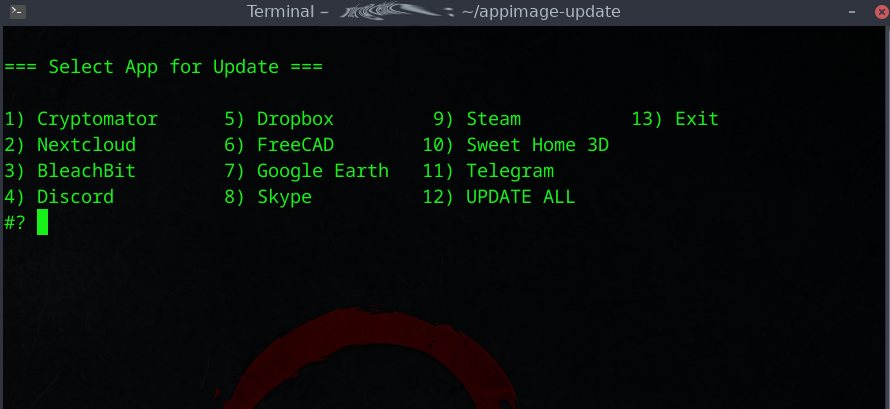 Terminal – ~/appimage-update
=== Select App for Update ===
1) Cryptomator 5) Dropbox 9) Steam 13) Exit
2) Nextcloud 6) FreeCAD 10) Sweet Home 3D
3) BleachBit 7) Google Earth 11) Telegram
4) Discord 8) Skype 12) UPDATE ALL
#?